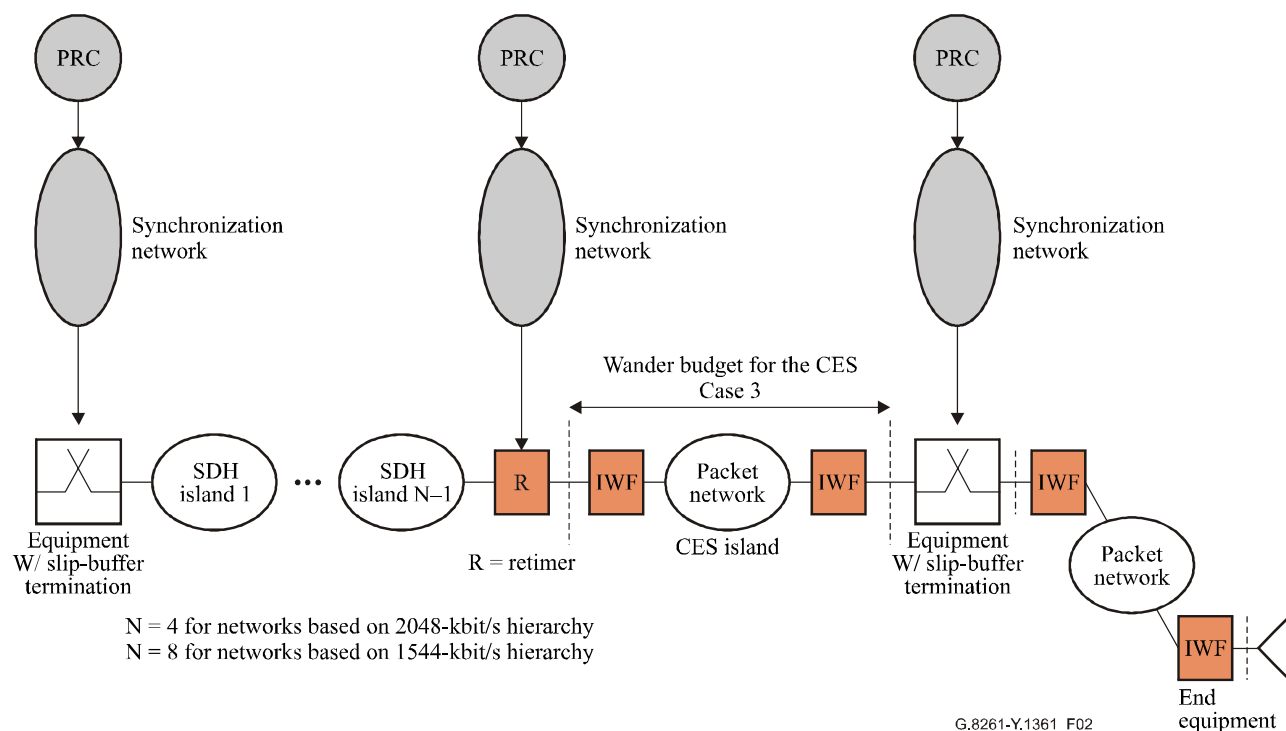 PRC
PRC
PRC
Synchronization
network
Synchronization
network
Synchronization
network
Wander budget for the CES
Case 3
SDH
island 1
SDH
island N–1
R
IWF
Packet
network
IWF
IWF
Equipment
W/ slip-buffer
termination
R = retimer
CES island
Equipment
W/ slip-buffer
termination
Packet
network
N = 4 for networks based on 2048-kbit/s hierarchy
N = 8 for networks based on 1544-kbit/s hierarchy
IWF
End
equipment
G.8261-Y.1361_F02